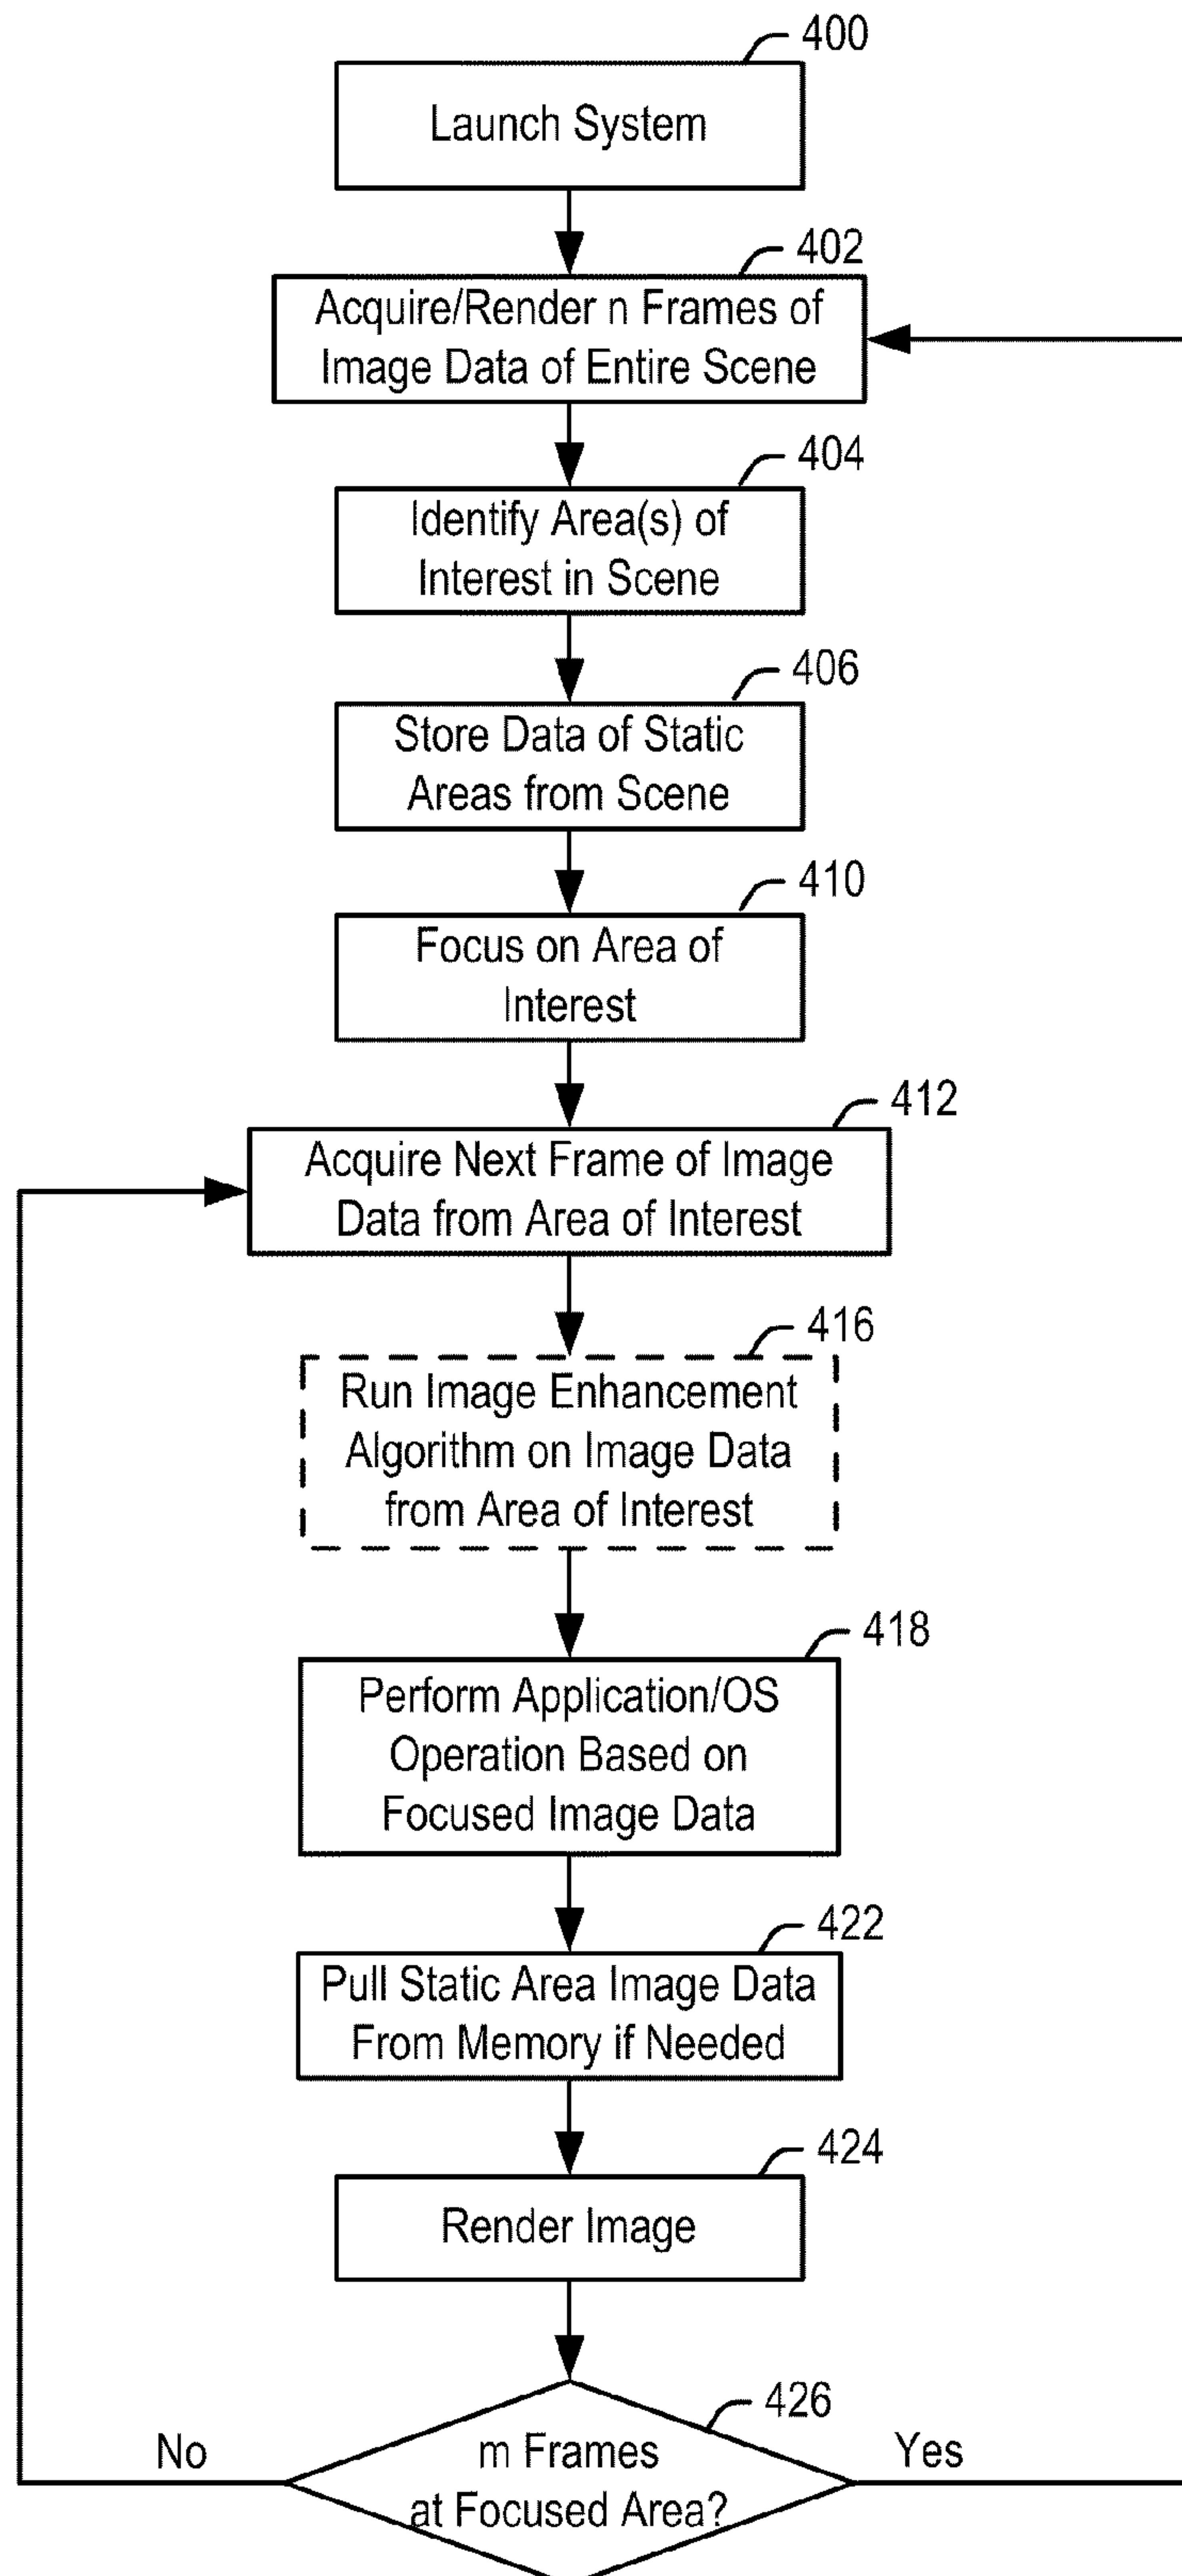 400
Launch System
402
Acquire/Render n Frames of
Image Data of Entire Scene
404
Identify Area(s) of
Interest in Scene
406
Store Data of Static
Areas from Scene
410
Focus on Area of
Interest
412
Acquire Next Frame of Image
Data from Area of Interest
416
Run Image Enhancement
Algorithm on Image Data
from Area of Interest
418
Perform Application/OS
Operation Based on
Focused Image Data
422
Pull Static Area Image Data
From Memory if Needed
424
Render Image
426
No
m Frames
at Focused Area?
Yes